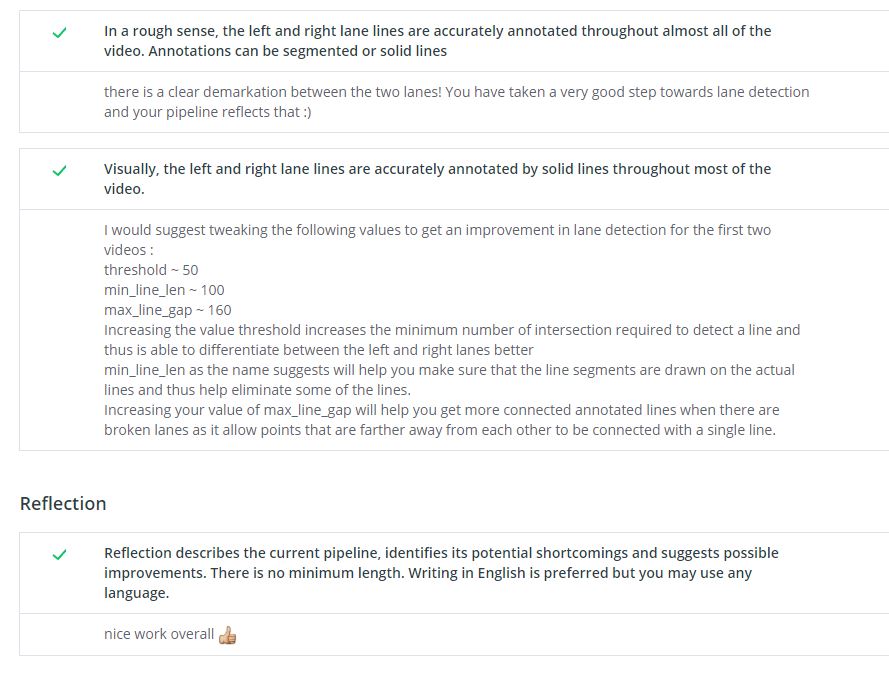 In a rough sense, the left and right lane lines are accurately annotated throughout almost all of the
video. Annotations can be segmented or solid lines
there is a clear demarkation between the two lanes! You have taken a very good step towards lane detection
and your pipeline reflects that :)
Visually, the left and right lane lines are accurately annotated by solid lines throughout most of the
video.
I would suggest tweaking the following values to get an improvement in lane detection for the first two
videos :
threshold ~ 50
min_line_len ~ 100
max_line_gap ~ 160
Increasing the value threshold increases the minimum number of intersection required to detect a line and
thus is able to differentiate between the left and right lanes better
min_line_len as the name suggests will help you make sure that the line segments are drawn on the actual
lines and thus help eliminate some of the lines.
Increasing your value of max_line_gap will help you get more connected annotated lines when there are
broken lanes as it allow points that are farther away from each other to be connected with a single line.
Reflection
Reflection describes the current pipeline, identifies its potential shortcomings and suggests possible
improvements. There is no minimum length. Writing in English is preferred but you may use any
language.
nice work overall